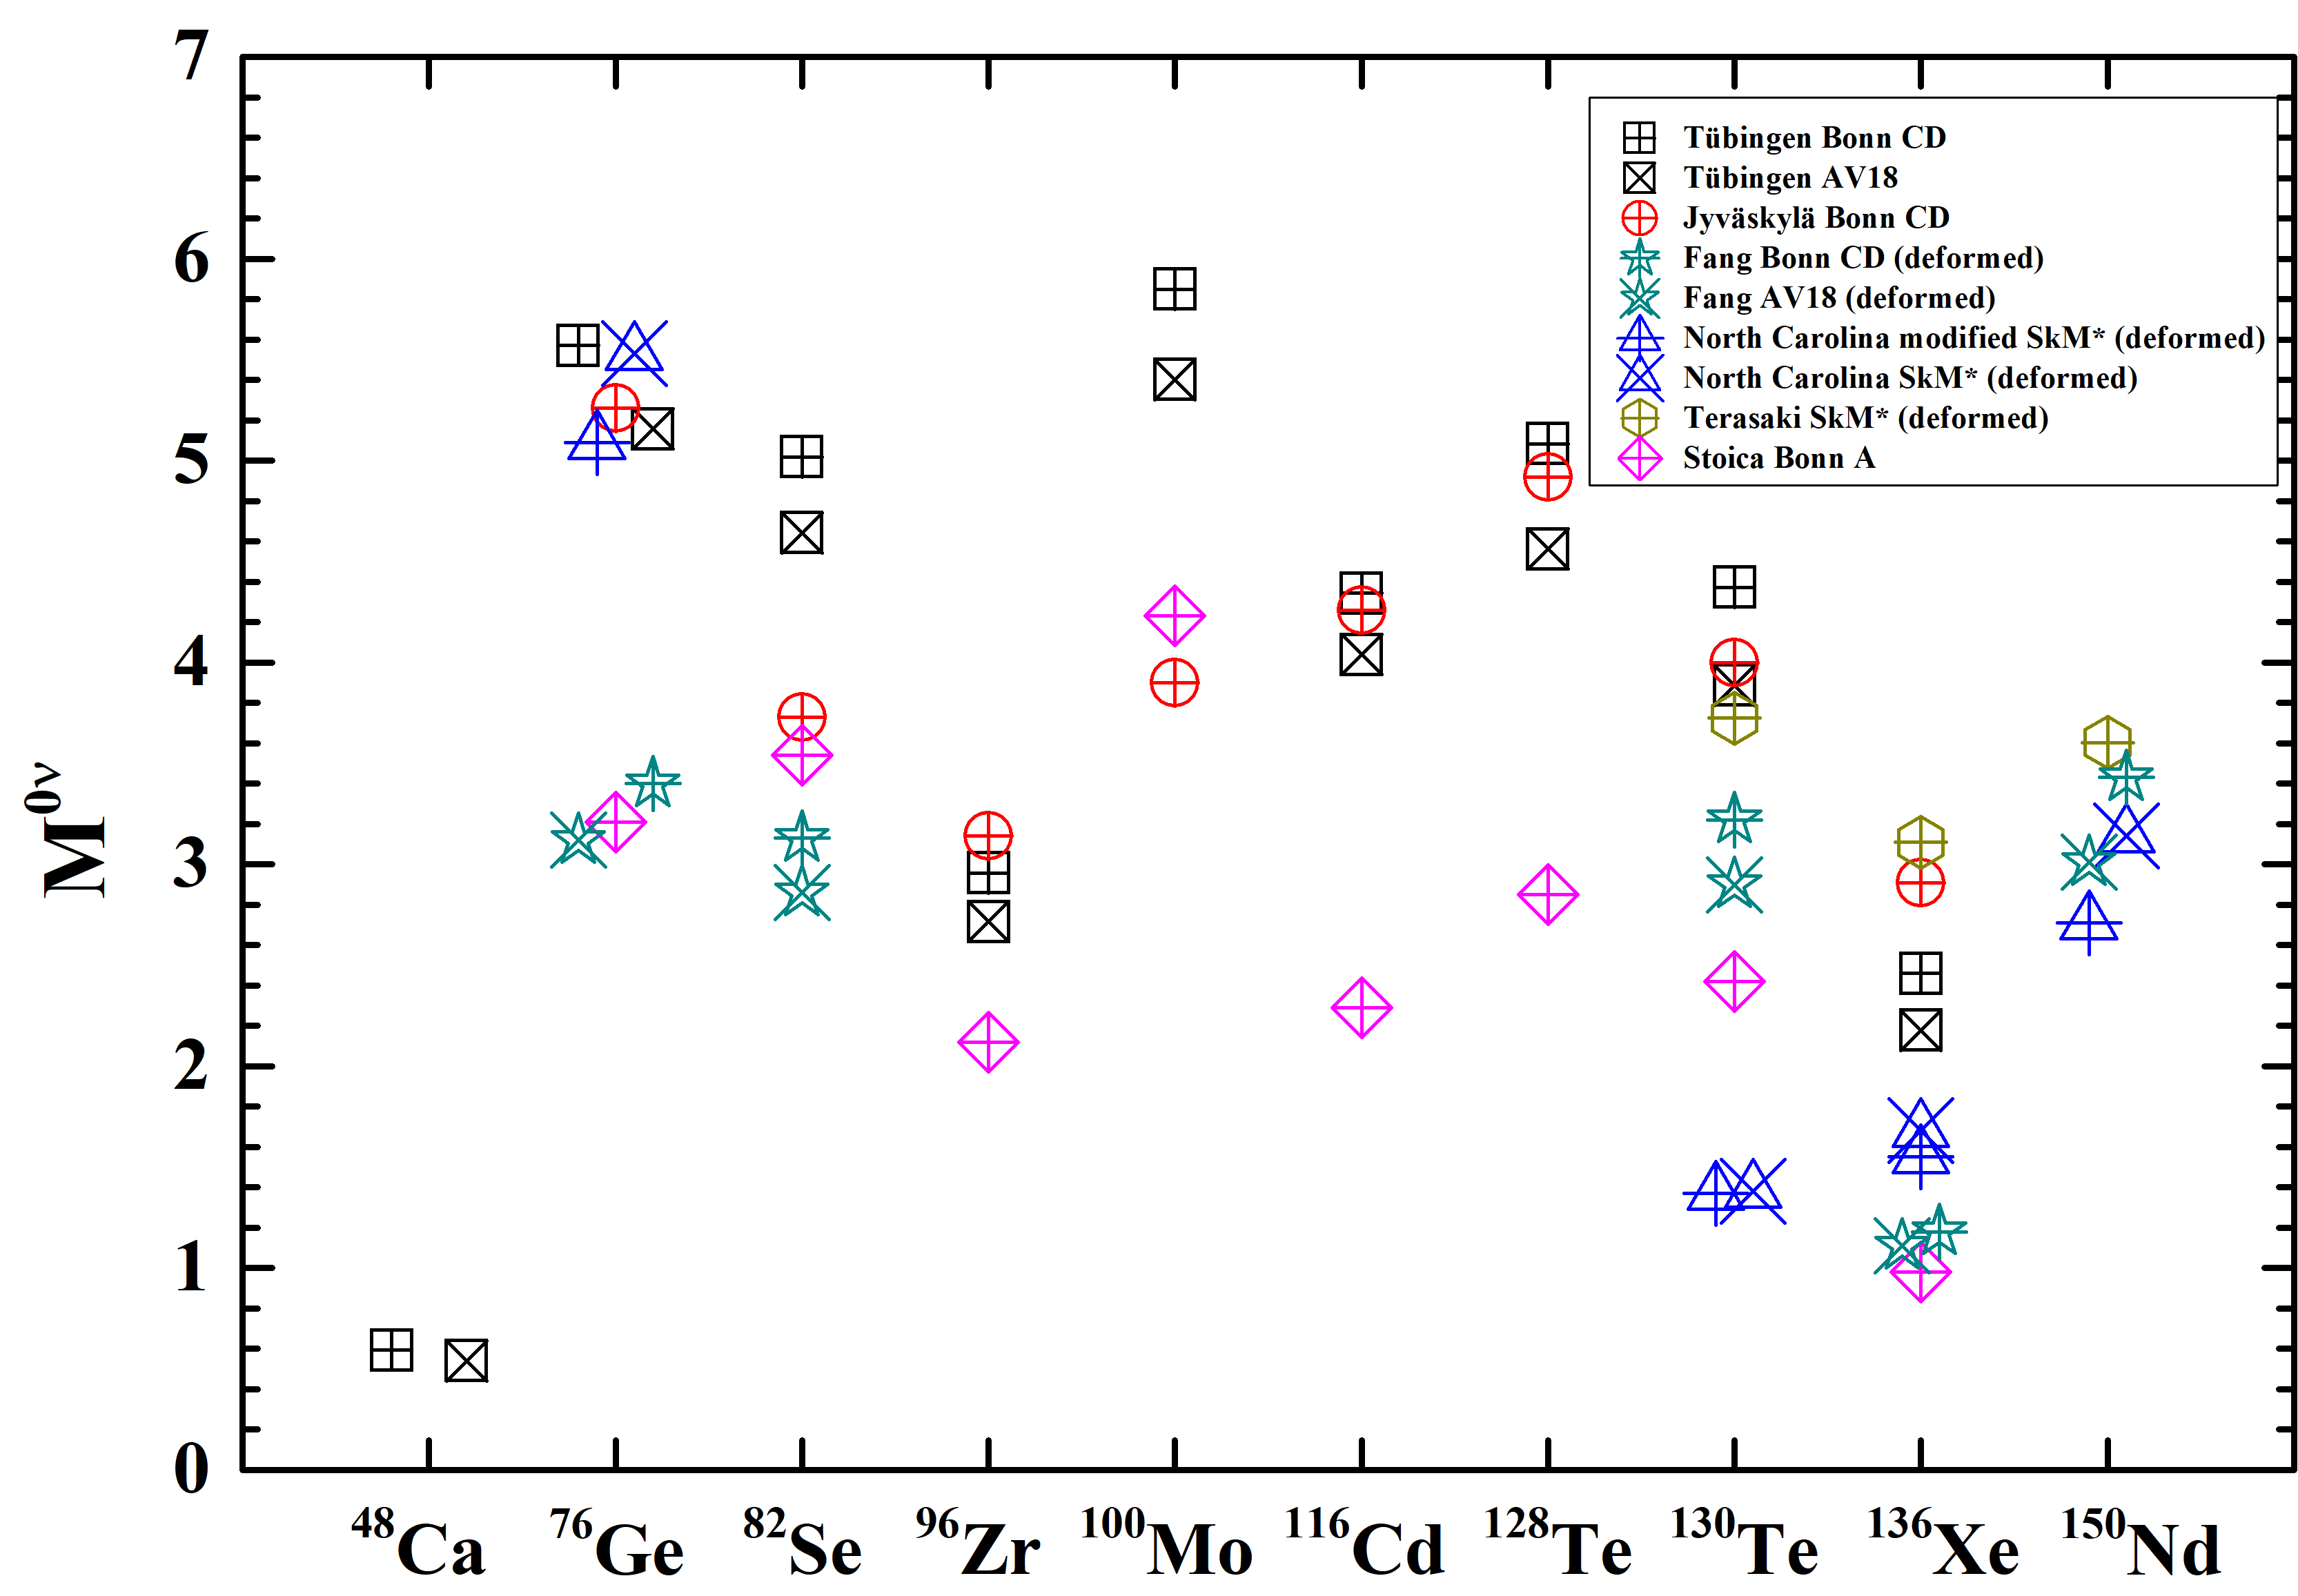 7
6
5
4
3
2
1
0
M⁰ᵛ
Tübingen Bonn CD
Tübingen AV18
Jyväskylä Bonn CD
Fang Bonn CD (deformed)
Fang AV18 (deformed)
North Carolina modified SkM* (deformed)
North Carolina SkM* (deformed)
Terasaki SkM* (deformed)
Stoica Bonn A
⁴⁸Ca ⁷⁶Ge ⁸²Se ⁹⁶Zr ¹⁰⁰Mo ¹¹⁶Cd ¹²⁸Te ¹³⁰Te ¹³⁶Xe ¹⁵⁰Nd